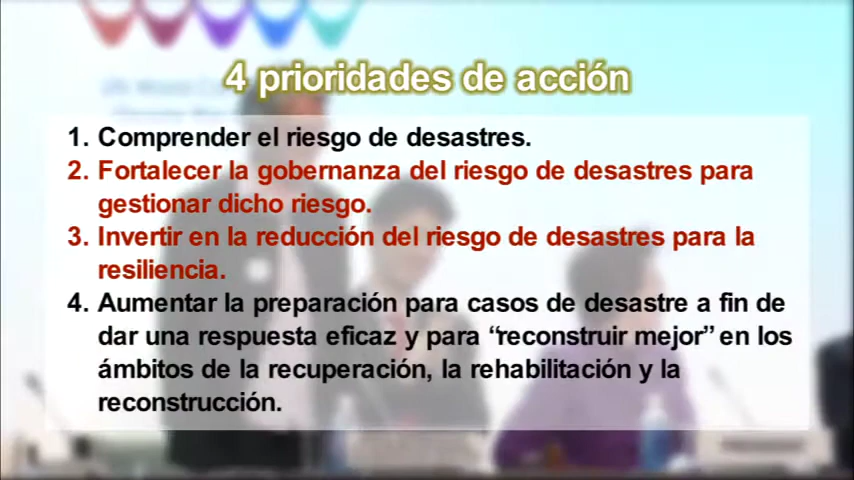 4 prioridades de acción
1. Comprender el riesgo de desastres.
2. Fortalecer la gobernanza del riesgo de desastres para
gestionar dicho riesgo.
3. Invertir en la reducción del riesgo de desastres para la
resiliencia.
4. Aumentar la preparación para casos de desastre a fin de
dar una respuesta eficaz y para “reconstruir mejor” en los
ámbitos de la recuperación, la rehabilitación y la
reconstrucción.